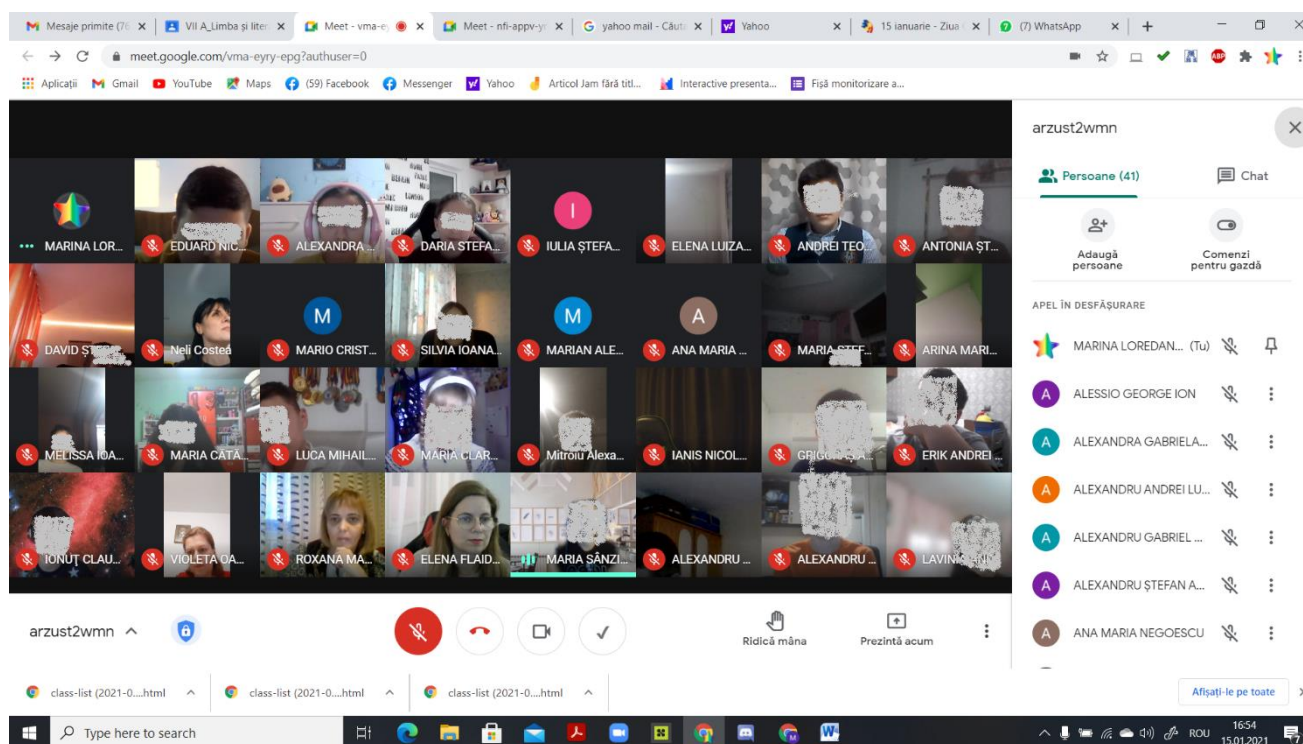 Mesaje primite (76
VII A_Limba și liter
Meet - vma-ey
Meet - nfi-appv-y
yahoo mail - Căuta
Yahoo
15 ianuarie - Ziua
(7) WhatsApp
meet.google.com/vma-eyry-epg?authuser=0
Aplicații
Gmail
YouTube
Maps
(59) Facebook
Messenger
Yahoo
Articol Jam fără titl...
Interactive presenta...
Fișă monitorizare a...
MARINA LOR...
EDUARD NIC...
ALEXANDRA ...
DARIA STEFA...
I
IULIA ȘTEFA...
ELENA LUIZA...
ANDREI TEO...
ANTONIA ȘT...
DAVID ȘT
Neli Costea
M
MARIO CRIST...
SILVIA IOANA...
M
MARIAN ALE...
A
ANA MARIA ...
MARIA
ARINA MARI...
MELISSA IOA...
MARIA CĂTĂ...
LUCA MIHAIL...
MARIA CLAR...
Mitroiu Alexa...
IANIS NICOL...
ERIK ANDREI ...
IONUȚ CLAU...
VIOLETA OA...
ROXANA MA...
ELENA FLAID...
MARIA SÂNZI...
ALEXANDRU ...
ALEXANDRU ...
arzust2wmn
Ridică mâna
Prezintă acum
arzust2wmn
Persoane (41)
Chat
Adaugă
persoane
Comenzi
pentru gazdă
APEL ÎN DESFĂȘURARE
MARINA LOREDAN... (Tu)
A
ALESSIO GEORGE ION
A
ALEXANDRA GABRIELA...
A
ALEXANDRU ANDREI LU...
A
ALEXANDRU GABRIEL ...
A
ALEXANDRU ȘTEFAN A...
A
ANA MARIA NEGOESCU
class-list (2021-0....html
class-list (2021-0....html
class-list (2021-0....html
Afișați-le pe toate
Type here to search
ROU
16:54
15.01.2021